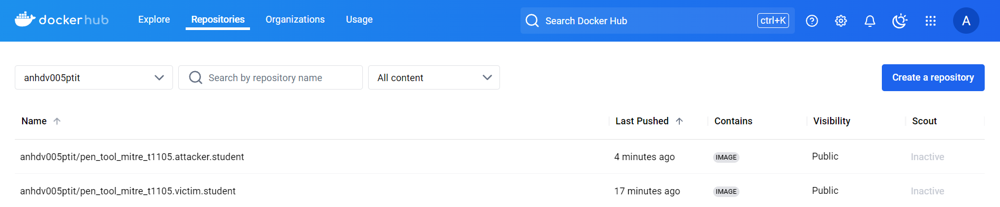 docker hub Explore Repositories Organizations Usage Search Docker Hub ctrl+K A
anhdv005ptit Search by repository name All content Create a repository
Name Last Pushed Contains Visibility Scout
anhdv005ptit/pen_tool_mitre_t1105.attacker.student 4 minutes ago IMAGE Public Inactive
anhdv005ptit/pen_tool_mitre_t1105.victim.student 17 minutes ago IMAGE Public Inactive